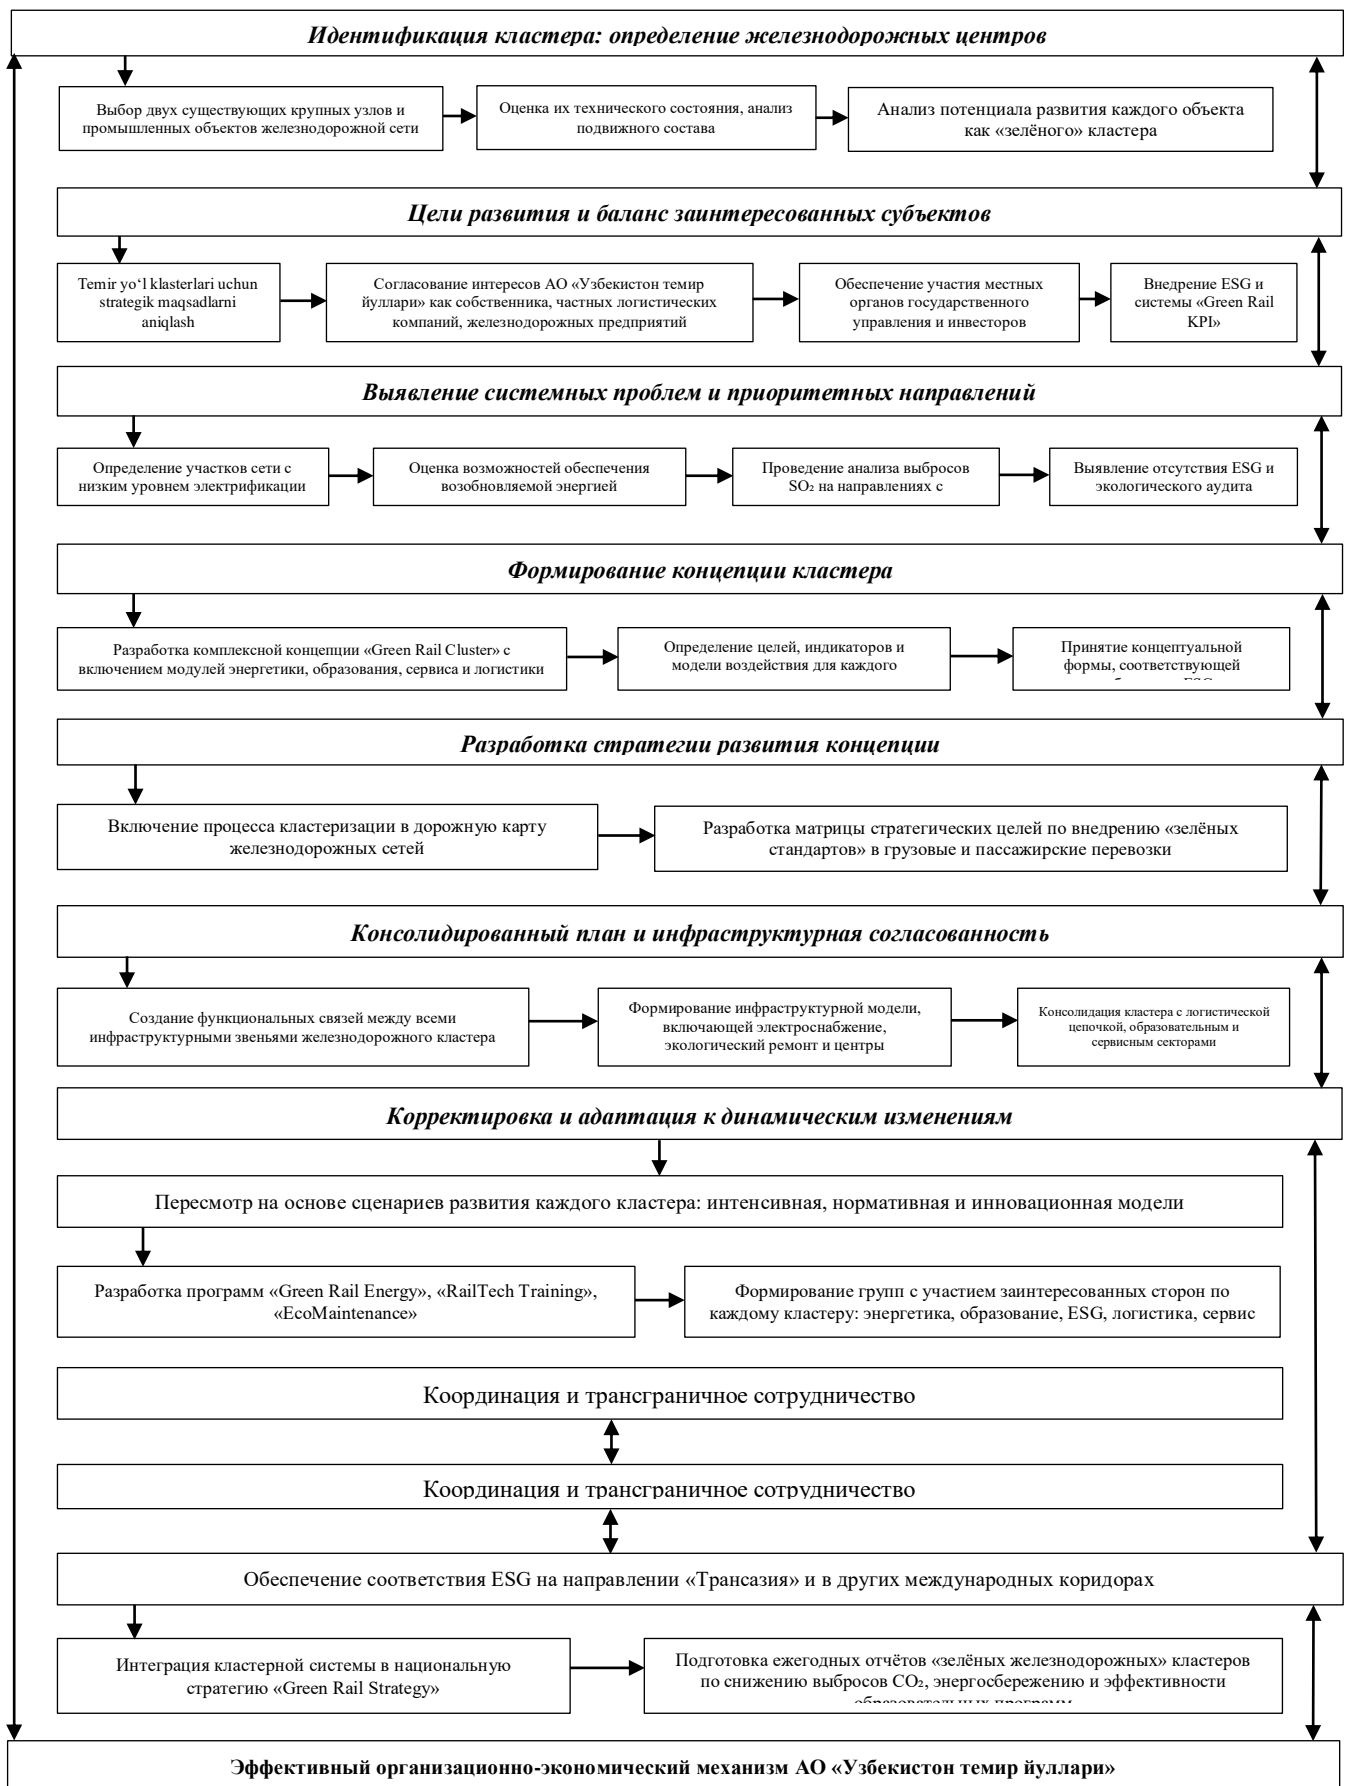 Идентификация кластера: определение железнодорожных центров
Выбор двух существующих крупных узлов и
промышленных объектов железнодорожной сети
Оценка их технического состояния, анализ
подвижного состава
Анализ потенциала развития каждого объекта
как «зелёного» кластера
Цели развития и баланс заинтересованных субъектов
Temir yo‘l klasterlari uchun
strategik maqsadlarni
aniqlash
Согласование интересов АО «Узбекистон темир
йуллари» как собственника, частных логистических
компаний, железнодорожных предприятий
Обеспечение участия местных
органов государственного
управления и инвесторов
Внедрение ESG и
системы «Green Rail
KPI»
Выявление системных проблем и приоритетных направлений
Определение участков сети с
низким уровнем электрификации
Оценка возможностей обеспечения
возобновляемой энергией
Проведение анализа выбросов
SO₂ на направлениях с
Выявление отсутствия ESG и
экологического аудита
Формирование концепции кластера
Разработка комплексной концепции «Green Rail Cluster» с
включением модулей энергетики, образования, сервиса и логистики
Определение целей, индикаторов и
модели воздействия для каждого
Принятие концептуальной
формы, соответствующей
Разработка стратегии развития концепции
Включение процесса кластеризации в дорожную карту
железнодорожных сетей
Разработка матрицы стратегических целей по внедрению «зелёных
стандартов» в грузовые и пассажирские перевозки
Консолидированный план и инфраструктурная согласованность
Создание функциональных связей между всеми
инфраструктурными звеньями железнодорожного кластера
Формирование инфраструктурной модели,
включающей электроснабжение,
экологический ремонт и центры
Консолидация кластера с логистической
цепочкой, образовательным и
сервисным секторами
Корректировка и адаптация к динамическим изменениям
Пересмотр на основе сценариев развития каждого кластера: интенсивная, нормативная и инновационная модели
Разработка программ «Green Rail Energy», «RailTech Training»,
«EcoMaintenance»
Формирование групп с участием заинтересованных сторон по
каждому кластеру: энергетика, образование, ESG, логистика, сервис
Координация и трансграничное сотрудничество
Координация и трансграничное сотрудничество
Обеспечение соответствия ESG на направлении «Трансазия» и в других международных коридорах
Интеграция кластерной системы в национальную
стратегию «Green Rail Strategy»
Подготовка ежегодных отчётов «зелёных железнодорожных» кластеров
по снижению выбросов CO₂, энергосбережению и эффективности
образовательных программ
Эффективный организационно-экономический механизм АО «Узбекистон темир йуллари»